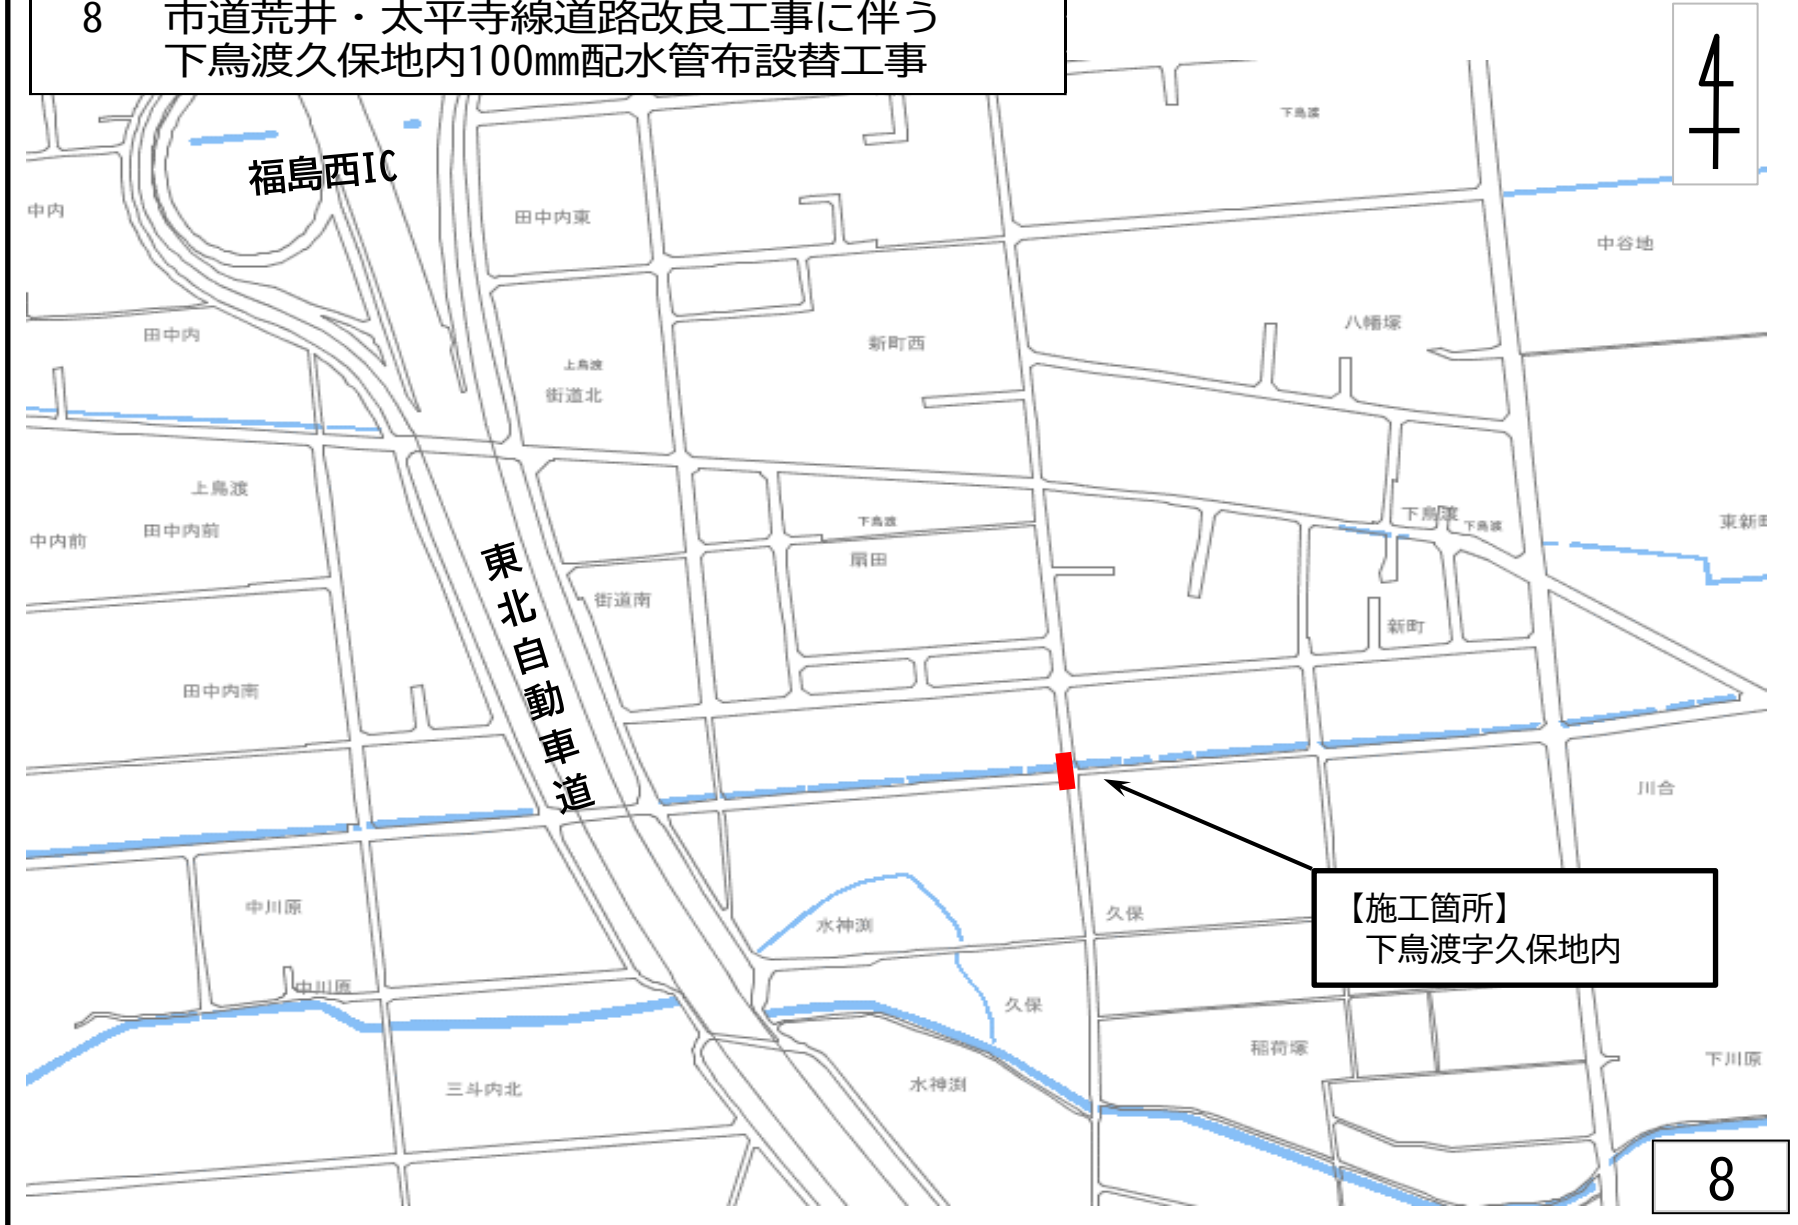 8 市道荒井・太平寺線道路改良工事に伴う
下鳥渡久保地内100mm配水管布設替工事
下鳥渡
福島西IC
中内
田中内東
中谷地
田中内
新町西
八幡塚
上鳥渡
街道北
上鳥渡
中内前
田中内前
下鳥渡
下鳥渡
下鳥渡
東新町
扇田
東北自動車道
街道南
新町
田中内南
川合
中川原
水神渕
久保
【施工箇所】
下鳥渡字久保地内
中川原
久保
稲荷塚
下川原
三斗内北
水神渕
8